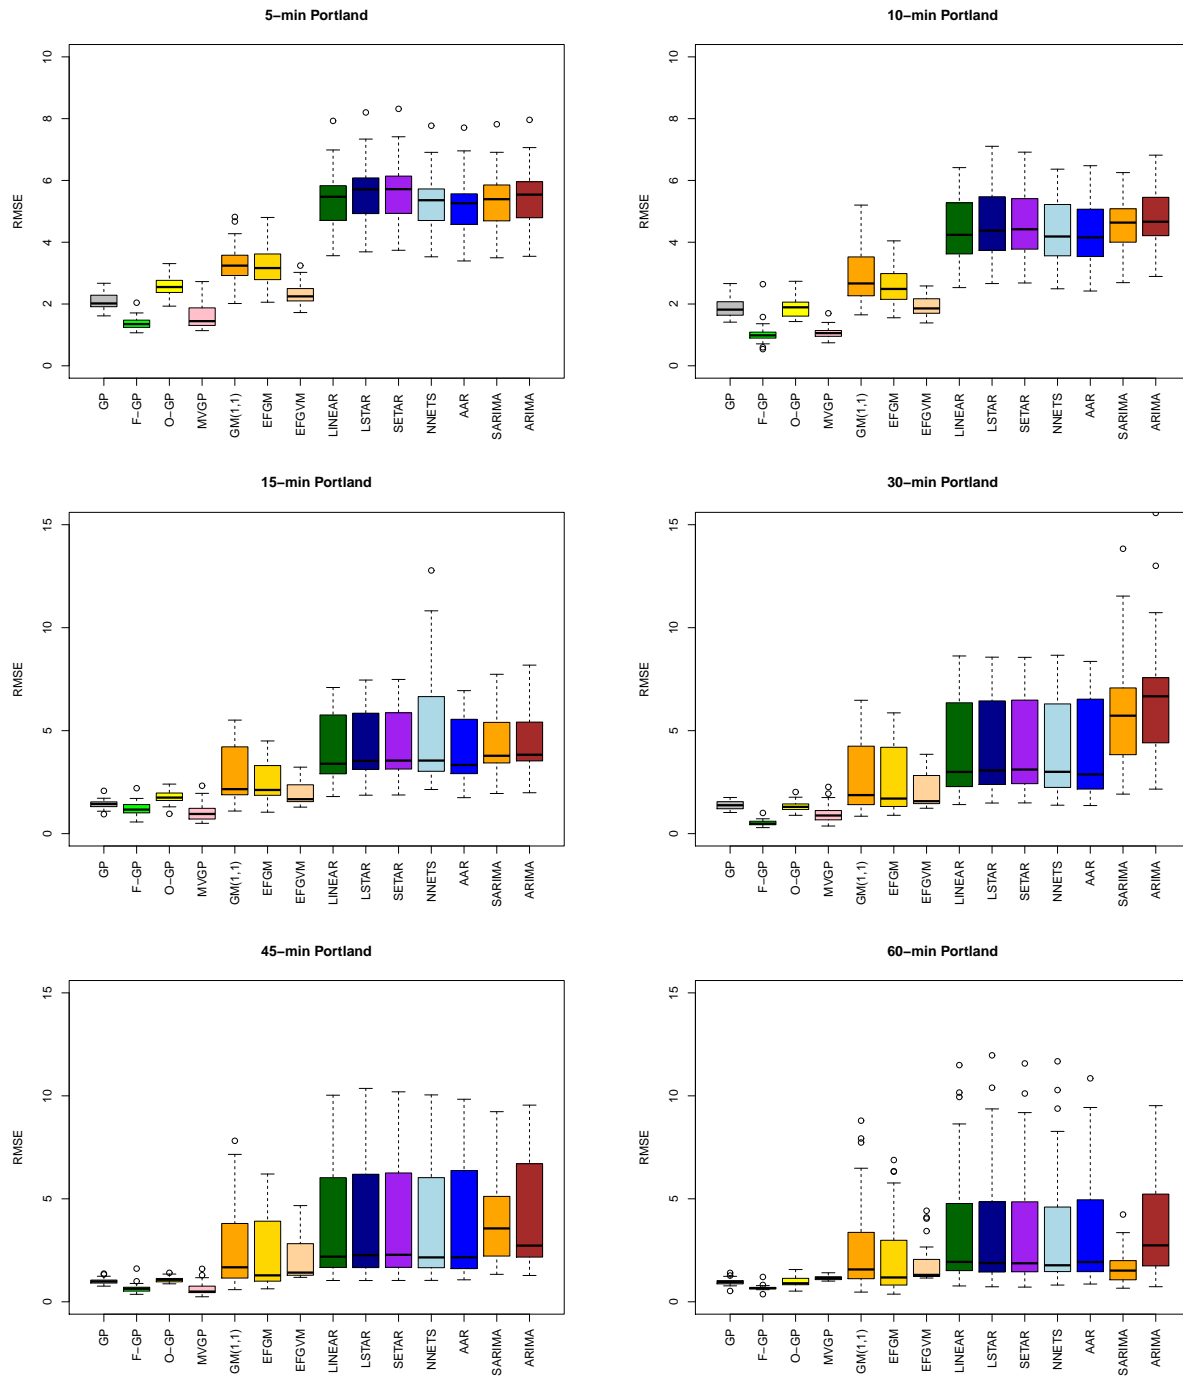 5−min Portland
RMSE
0
2
4
6
8
10
GP
F−GP
O−GP
MVGP
GM(1,1)
EFGM
EFGVM
LINEAR
LSTAR
SETAR
NNETS
AAR
SARIMA
ARIMA
10−min Portland
RMSE
0
2
4
6
8
10
GP
F−GP
O−GP
MVGP
GM(1,1)
EFGM
EFGVM
LINEAR
LSTAR
SETAR
NNETS
AAR
SARIMA
ARIMA
15−min Portland
RMSE
0
5
10
15
GP
F−GP
O−GP
MVGP
GM(1,1)
EFGM
EFGVM
LINEAR
LSTAR
SETAR
NNETS
AAR
SARIMA
ARIMA
30−min Portland
RMSE
0
5
10
15
GP
F−GP
O−GP
MVGP
GM(1,1)
EFGM
EFGVM
LINEAR
LSTAR
SETAR
NNETS
AAR
SARIMA
ARIMA
45−min Portland
RMSE
0
5
10
15
GP
F−GP
O−GP
MVGP
GM(1,1)
EFGM
EFGVM
LINEAR
LSTAR
SETAR
NNETS
AAR
SARIMA
ARIMA
60−min Portland
RMSE
0
5
10
15
GP
F−GP
O−GP
MVGP
GM(1,1)
EFGM
EFGVM
LINEAR
LSTAR
SETAR
NNETS
AAR
SARIMA
ARIMA